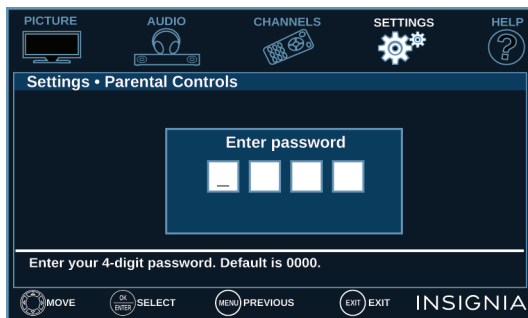 PICTURE AUDIO CHANNELS SETTINGS HELP
Settings • Parental Controls
Enter password
_
Enter your 4-digit password. Default is 0000.
MOVE OK ENTER SELECT MENU PREVIOUS EXIT EXIT INSIGNIA